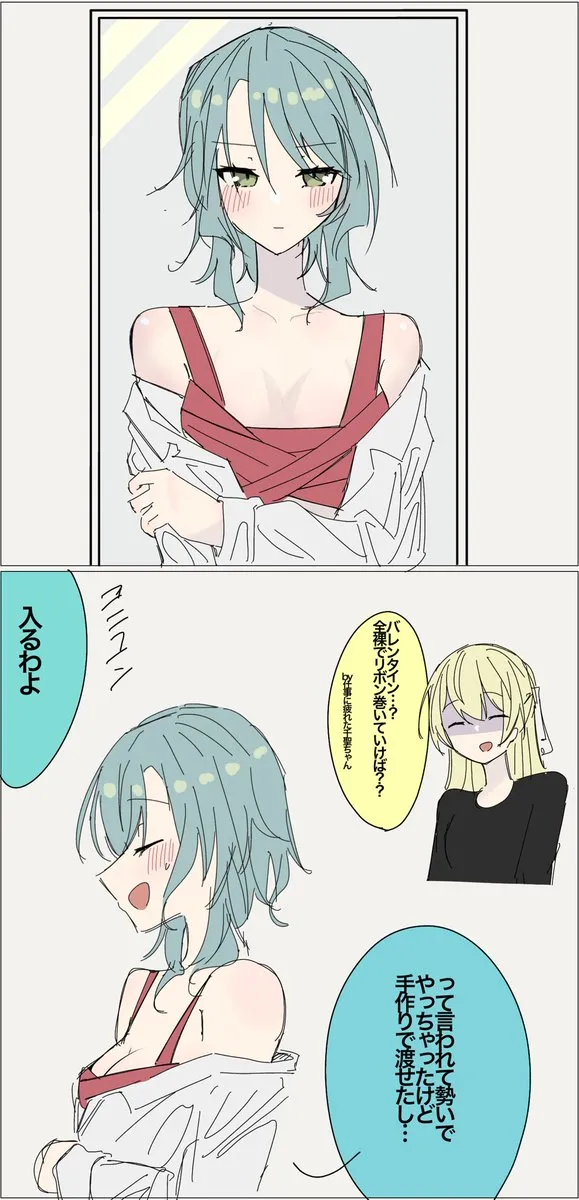 バレンタイン…？
全裸でリボン巻いていけば？？
by仕事に疲れた千聖ちゃん
って言われて勢いで
やっちゃったけど
手作りで渡せたし…
コンコン
入るわよ